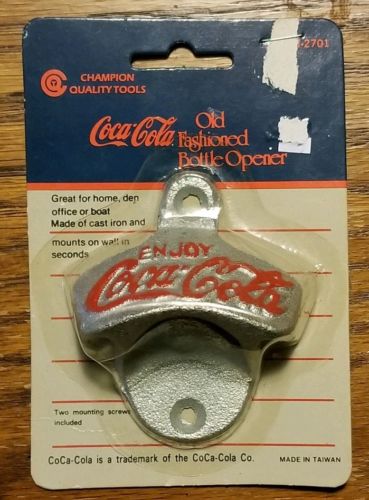 -2701
CHAMPION
QUALITY TOOLS
Coca-Cola
Old
Fashioned
Bottle Opener
Great for home, den
office or boat
Made of cast iron and
mounts on wall in
seconds
ENJOY
Coca-Cola
Two mounting screws
included
CoCa-Cola is a trademark of the CoCa-Cola Co.
MADE IN TAIWAN